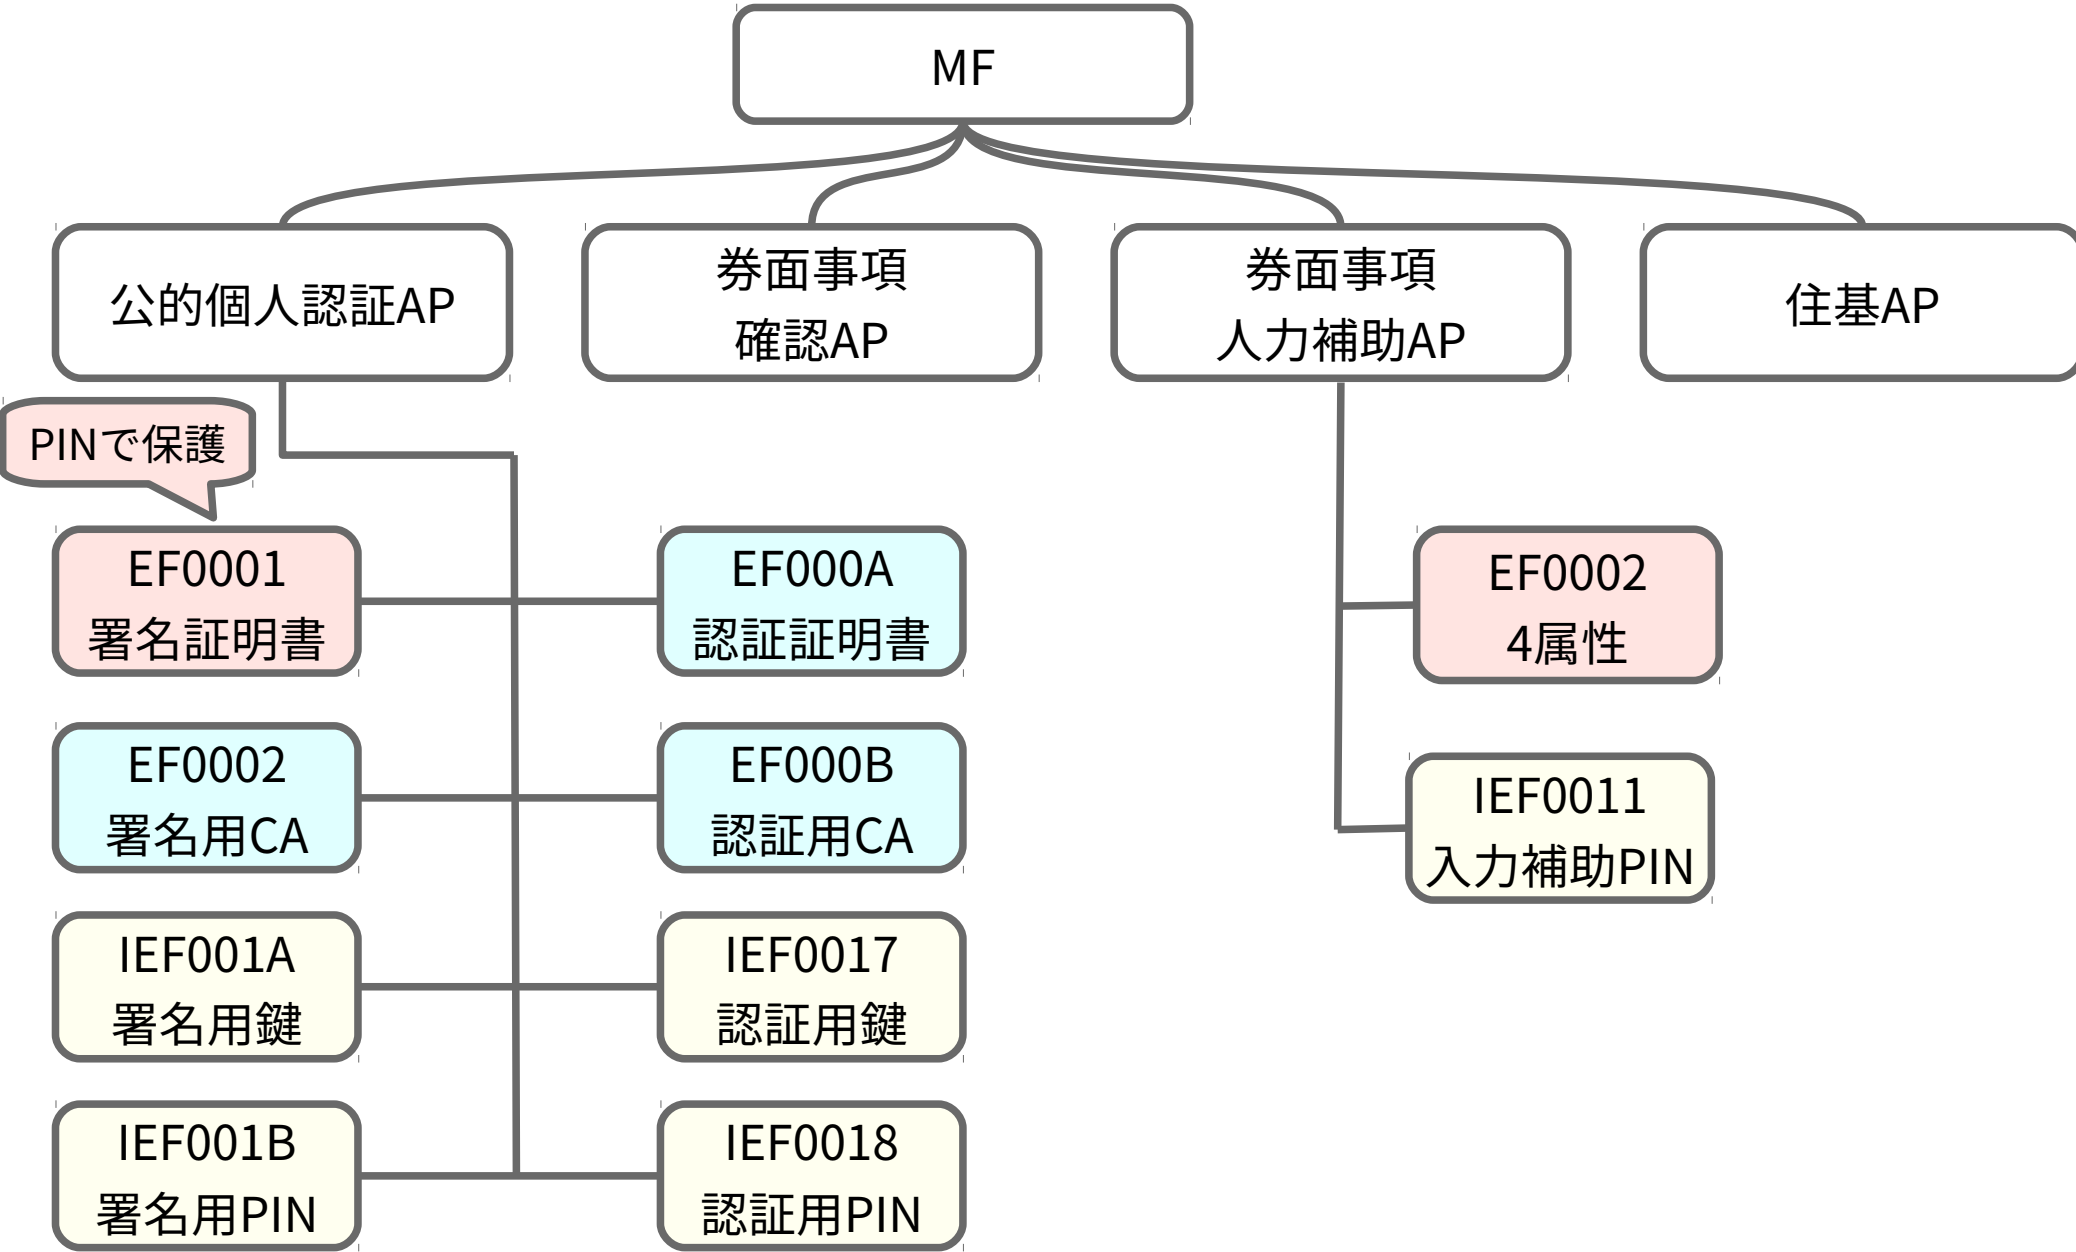 MF
公的個人認証AP
券面事項
確認AP
券面事項
人力補助AP
住基AP
PINで保護
EF0001
署名証明書
EF000A
認証証明書
EF0002
4属性
EF0002
署名用CA
EF000B
認証用CA
IEF0011
入力補助PIN
IEF001A
署名用鍵
IEF0017
認証用鍵
IEF001B
署名用PIN
IEF0018
認証用PIN